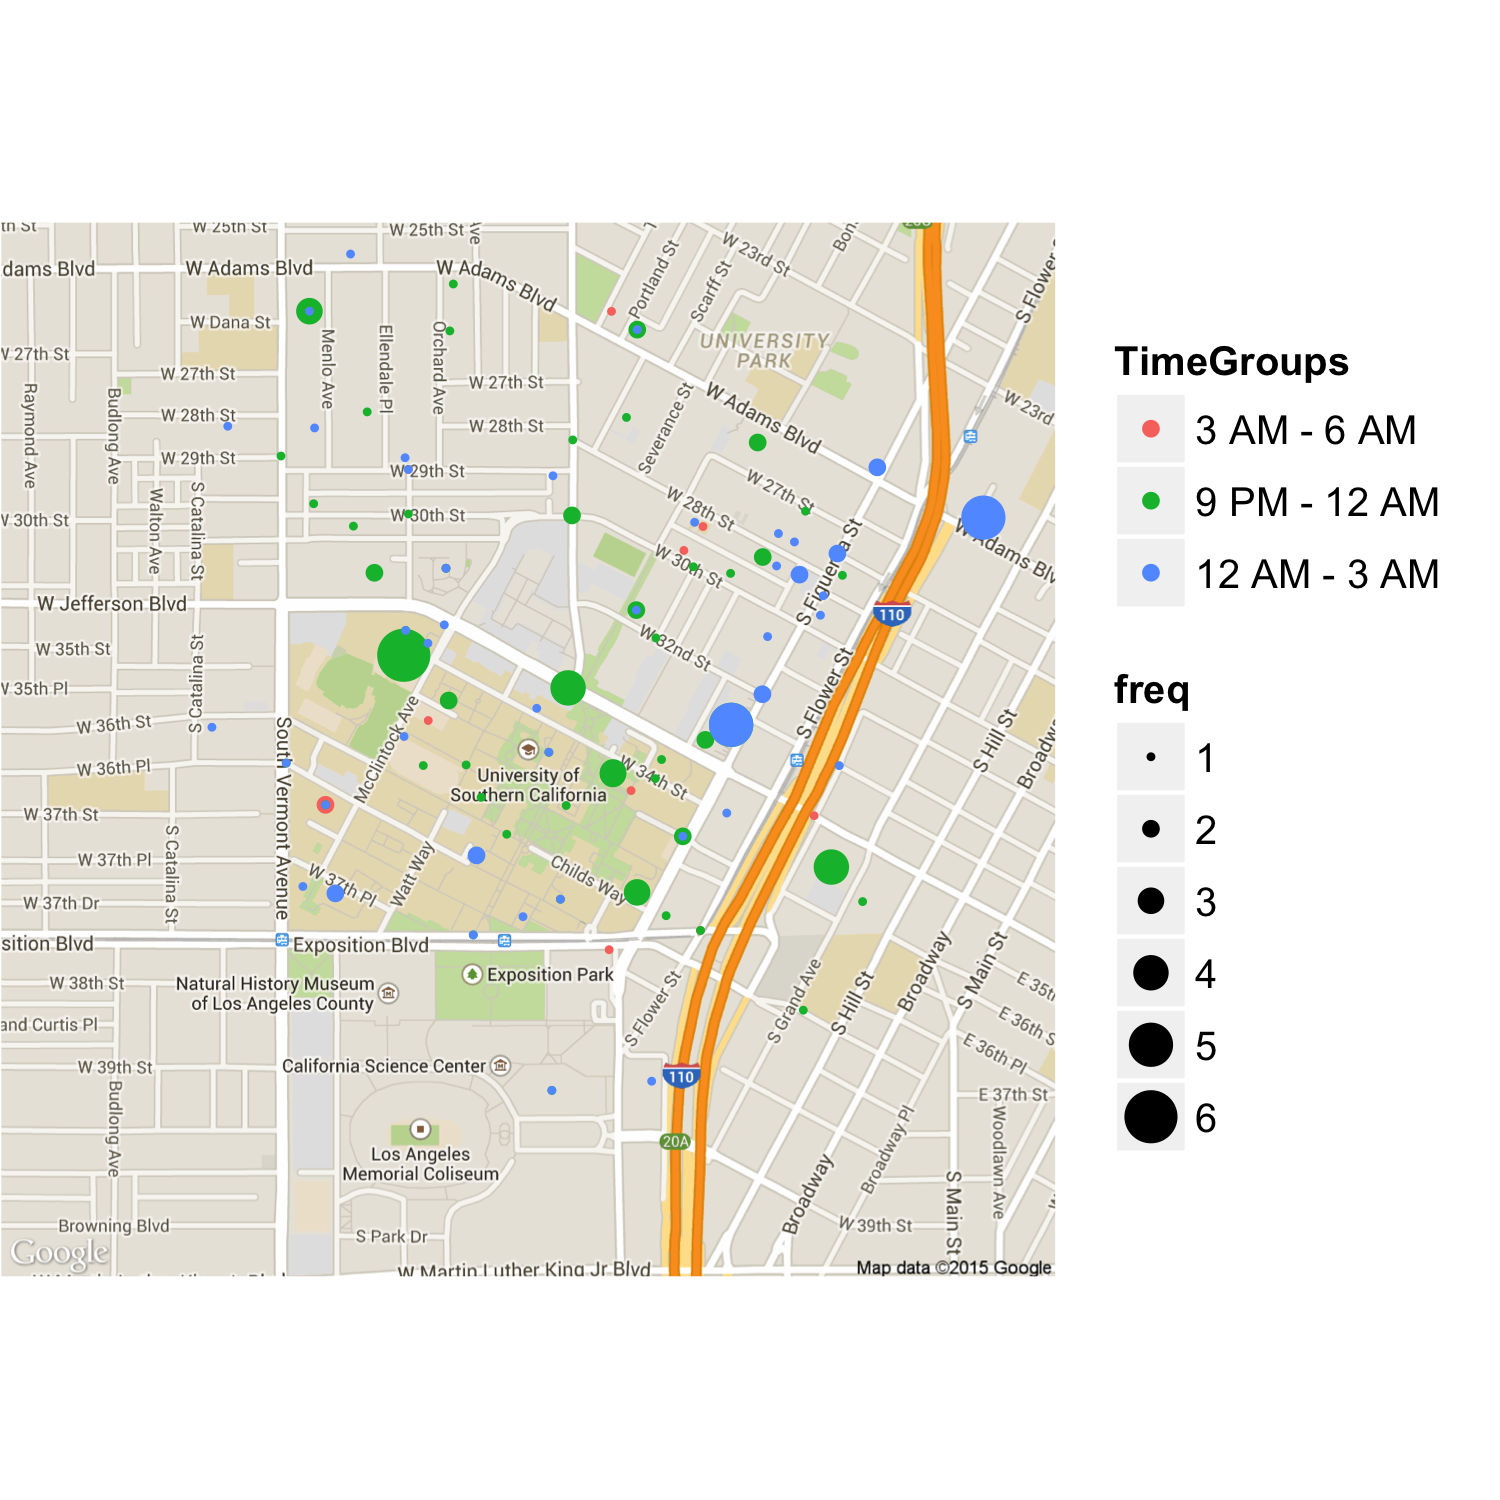 th St
W 25th St
W 25th St
Ave
W 23rd St
Bon
S Flower S
dams Blvd
W Adams Blvd
W Adams Blvd
Portland St
Scarff St
W Dana St
Menlo Ave
Ellendale Pl
Orchard Ave
UNIVERSITY
PARK
W 27th St
W 27th St
W 27th St
Raymond Ave
Budlong Ave
W 28th St
W 28th St
Severance St
W Adams Blvd
W 23rd
W 29th St
W 29th St
W 27th St
W 28th St
W 30th St
W 30th St
Walton Ave
S Catalina St
W 30th St
S Figueroa St
W Adams Blv
W Jefferson Blvd
110
W 32nd St
W 35th St
S Catalina St
W 35th Pl
S Flower St
W 36th St
South Vermont Avenue
McClintock Ave
S Hill St
Broadw
W 36th Pl
University of
Southern California
W 34th St
W 37th St
S Catalina St
W 37th Pl
W 37th Pl
Watt Way
Childs Way
W 37th Dr
sition Blvd
Exposition Blvd
Broadway
S Main St
W 38th St
Natural History Museum
of Los Angeles County
Exposition Park
S Flower St
S Grand Ave
S Hill St
E 35th
and Curtis Pl
E 36th S
E 36th Pl
W 39th St
California Science Center
110
E 37th St
Budlong Ave
20A
Los Angeles
Memorial Coliseum
Broadway Pl
Woodlawn Ave
Broadway
S Main St
Browning Blvd
S Park Dr
W 39th St
Google
W Martin Luther King Jr Blvd
Map data ©2015 Google
TimeGroups
3 AM - 6 AM
9 PM - 12 AM
12 AM - 3 AM
freq
1
2
3
4
5
6